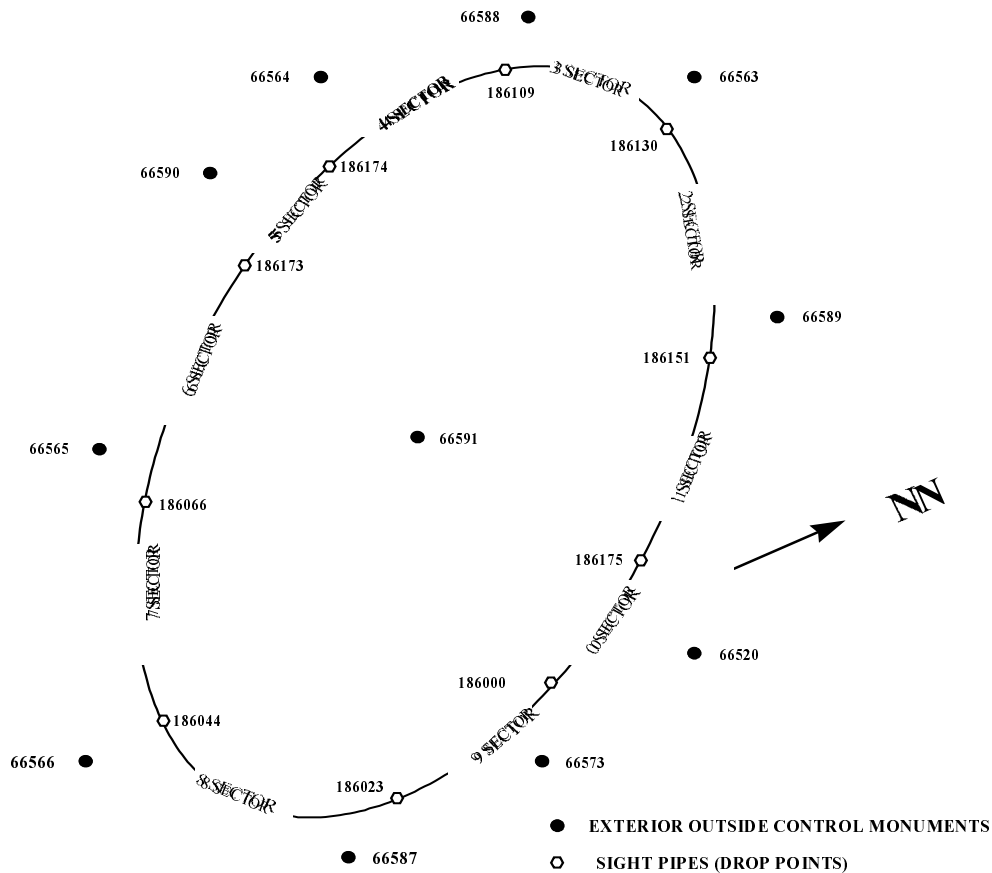 66588
66564
3 SECTOR
66563
4 SECTOR
186109
186130
66590
186174
5 SECTOR
2 SECTOR
186173
66589
6 SECTOR
186151
66591
66565
1 SECTOR
186066
N
186175
7 SECTOR
0 SECTOR
66520
186000
186044
9 SECTOR
66566
66573
186023
8 SECTOR
EXTERIOR OUTSIDE CONTROL MONUMENTS
66587
SIGHT PIPES (DROP POINTS)